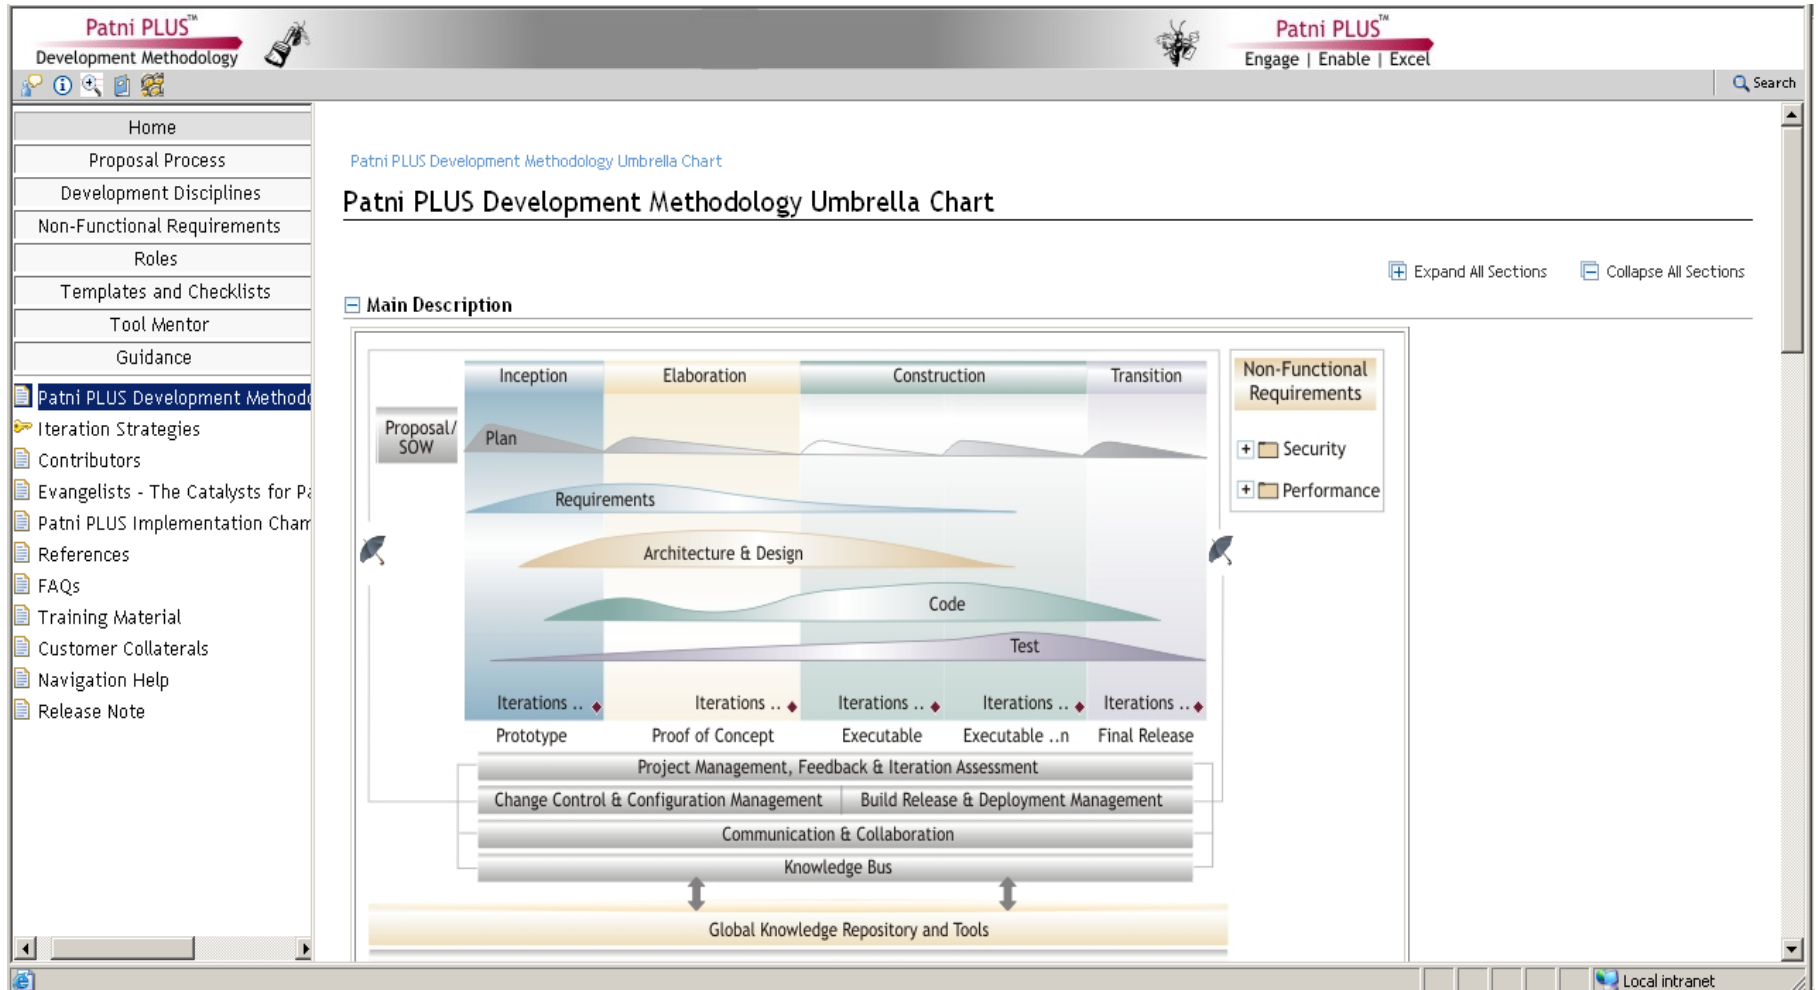 Patni PLUS™
Development Methodology
Patni PLUS™
Engage | Enable | Excel
Search
Home
Proposal Process
Development Disciplines
Non-Functional Requirements
Roles
Templates and Checklists
Tool Mentor
Guidance
Patni PLUS Development Methodo
Iteration Strategies
Contributors
Evangelists - The Catalysts for Pa
Patni PLUS Implementation Cham
References
FAQs
Training Material
Customer Collaterals
Navigation Help
Release Note
Patni PLUS Development Methodology Umbrella Chart
Patni PLUS Development Methodology Umbrella Chart
Expand All Sections
Collapse All Sections
Main Description
Inception
Elaboration
Construction
Transition
Proposal/
SOW
Plan
Requirements
Architecture & Design
Code
Test
Iterations ..
Iterations ..
Iterations ..
Iterations ..
Iterations ..
Prototype
Proof of Concept
Executable
Executable ..n
Final Release
Project Management, Feedback & Iteration Assessment
Change Control & Configuration Management
Build Release & Deployment Management
Communication & Collaboration
Knowledge Bus
Global Knowledge Repository and Tools
Non-Functional
Requirements
Security
Performance
Local intranet